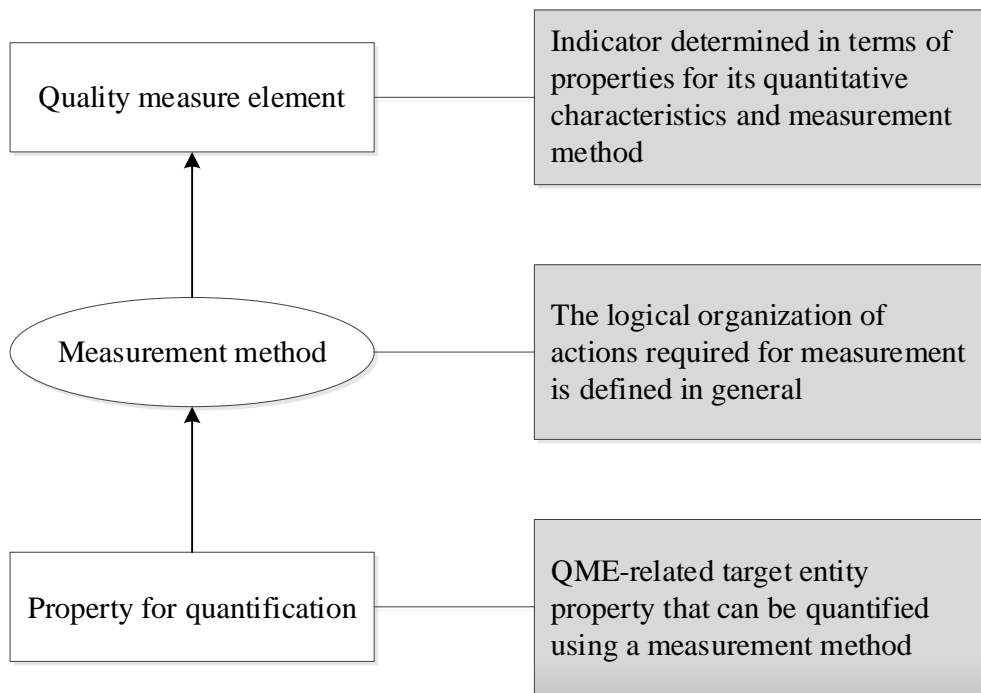 Quality measure element
Indicator determined in terms of
properties for its quantitative
characteristics and measurement
method
Measurement method
The logical organization of
actions required for measurement
is defined in general
Property for quantification
QME-related target entity
property that can be quantified
using a measurement method